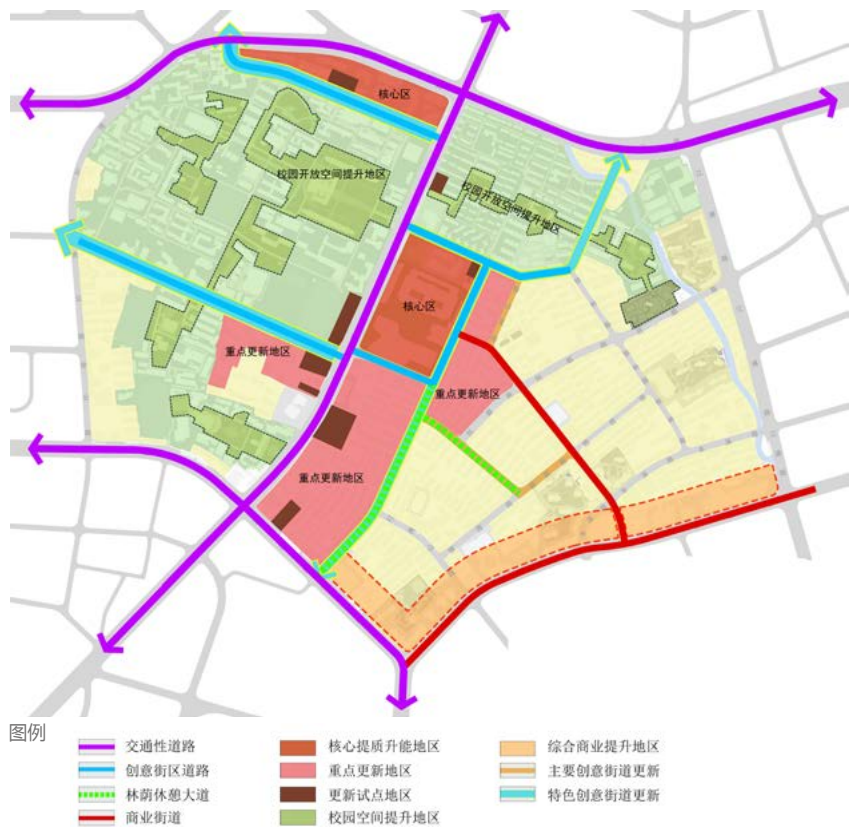 核心区
校园开放空间提升地区
校园开放空间提升地区
核心区
重点更新地区
重点更新地区
重点更新地区
图例
交通性道路
核心提质升能地区
综合商业提升地区
创意街区道路
重点更新地区
主要创意街道更新
林荫休憩大道
更新试点地区
特色创意街道更新
商业街道
校园空间提升地区